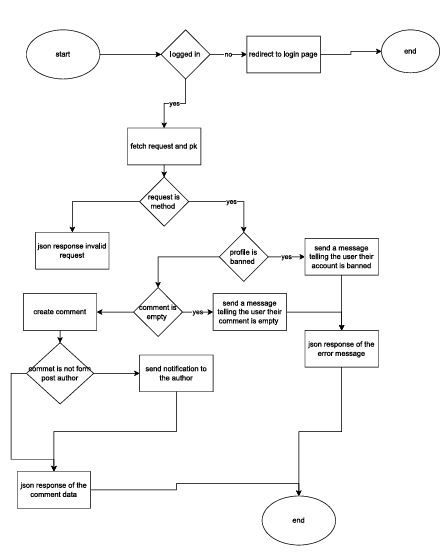 start
logged in
no
redirect to login page
end
yes
fetch request and pk
request is
method
yes
json response invalid
request
profile is
banned
yes
send a message
telling the user their
account is banned
create comment
comment is
empty
yes
send a message
telling the user their
comment is empty
json response of the
error message
commet is not form
post author
send notification to
the author
json response of the
comment data
end